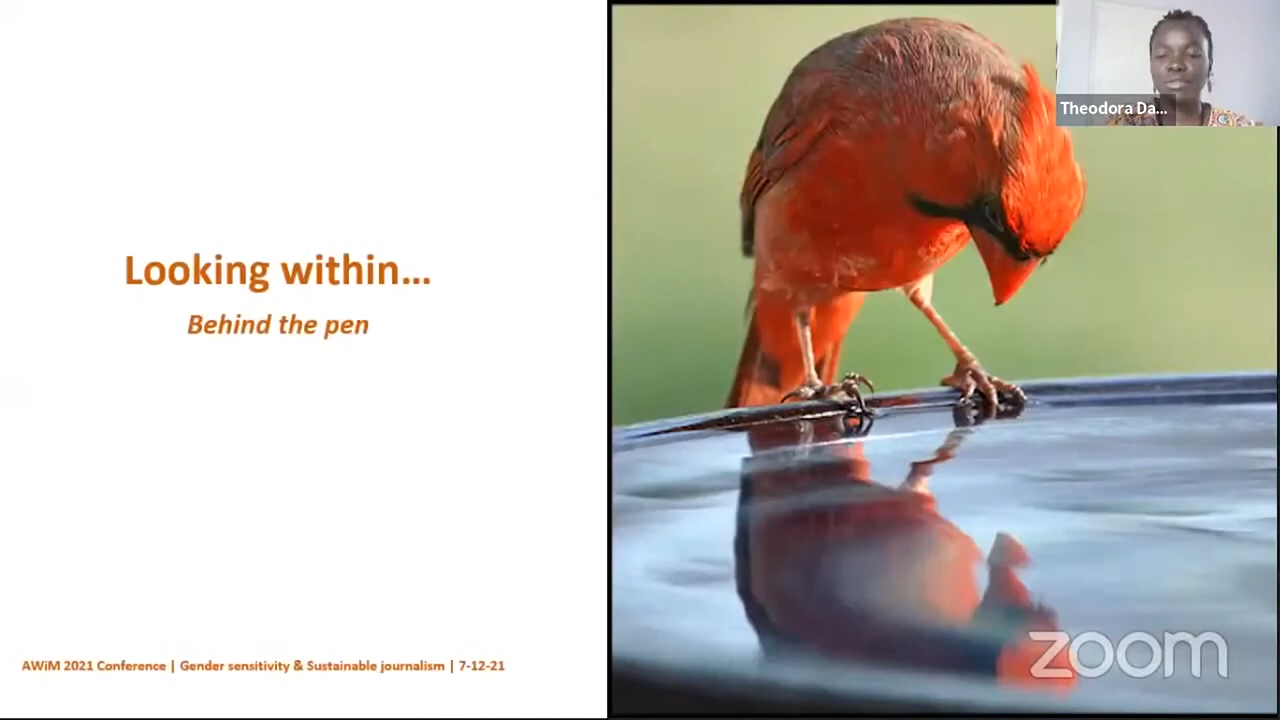 Looking within...
Behind the pen
AWiM 2021 Conference | Gender sensitivity & Sustainable journalism | 7-12-21
Theodora Da...
zoom